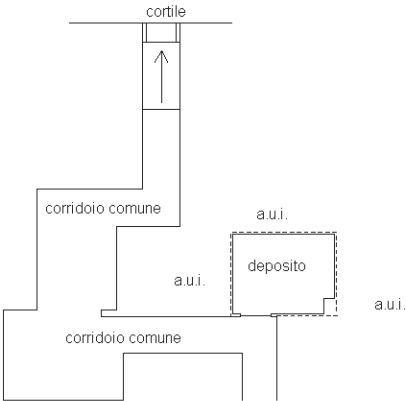 cortile
corridoio comune
a.u.i.
deposito
a.u.i.
a.u.i.
corridoio comune